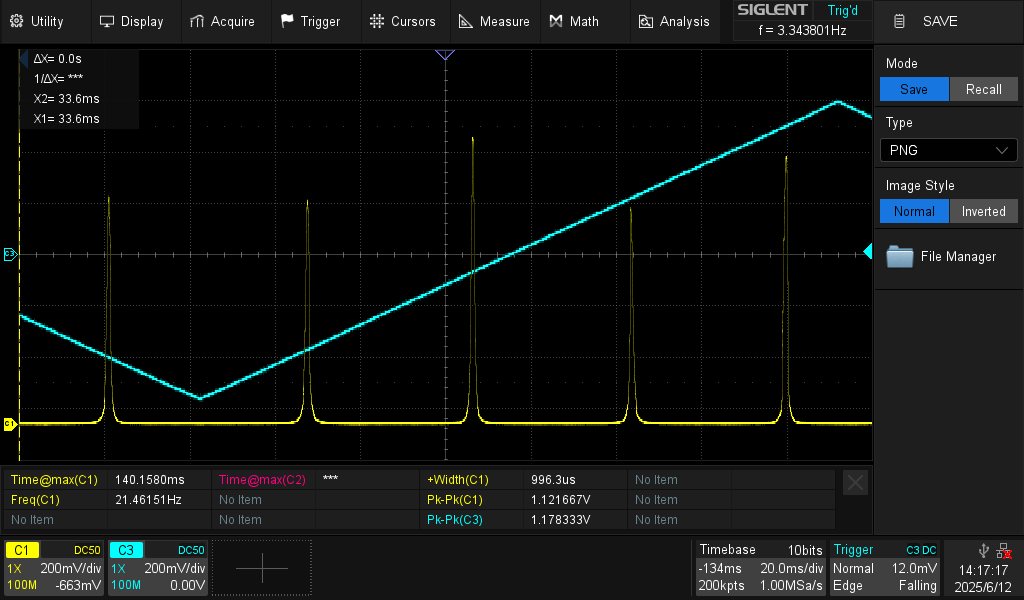 Utility Display Acquire Trigger Cursors Measure Math Analysis SIGLENT Trig'd SAVE
f = 3.343801Hz
ΔX= 0.0s
1/ΔX= ***
X2= 33.6ms
X1= 33.6ms
Mode
Save Recall
Type
PNG
Image Style
Normal Inverted
File Manager
C3
C1
Time@max(C1) 140.1580ms Time@max(C2) *** +Width(C1) 996.3us No Item
Freq(C1) 21.46151Hz No Item Pk-Pk(C1) 1.121667V No Item
No Item No Item Pk-Pk(C3) 1.178333V No Item
C1 DC50 C3 DC50 Timebase 10bits Trigger C3 DC
1X 200mV/div 1X 200mV/div -134ms 20.0ms/div Normal 12.0mV 14:17:17
100M -663mV 100M 0.00V 200kpts 1.00MSa/s Edge Falling 2025/6/12